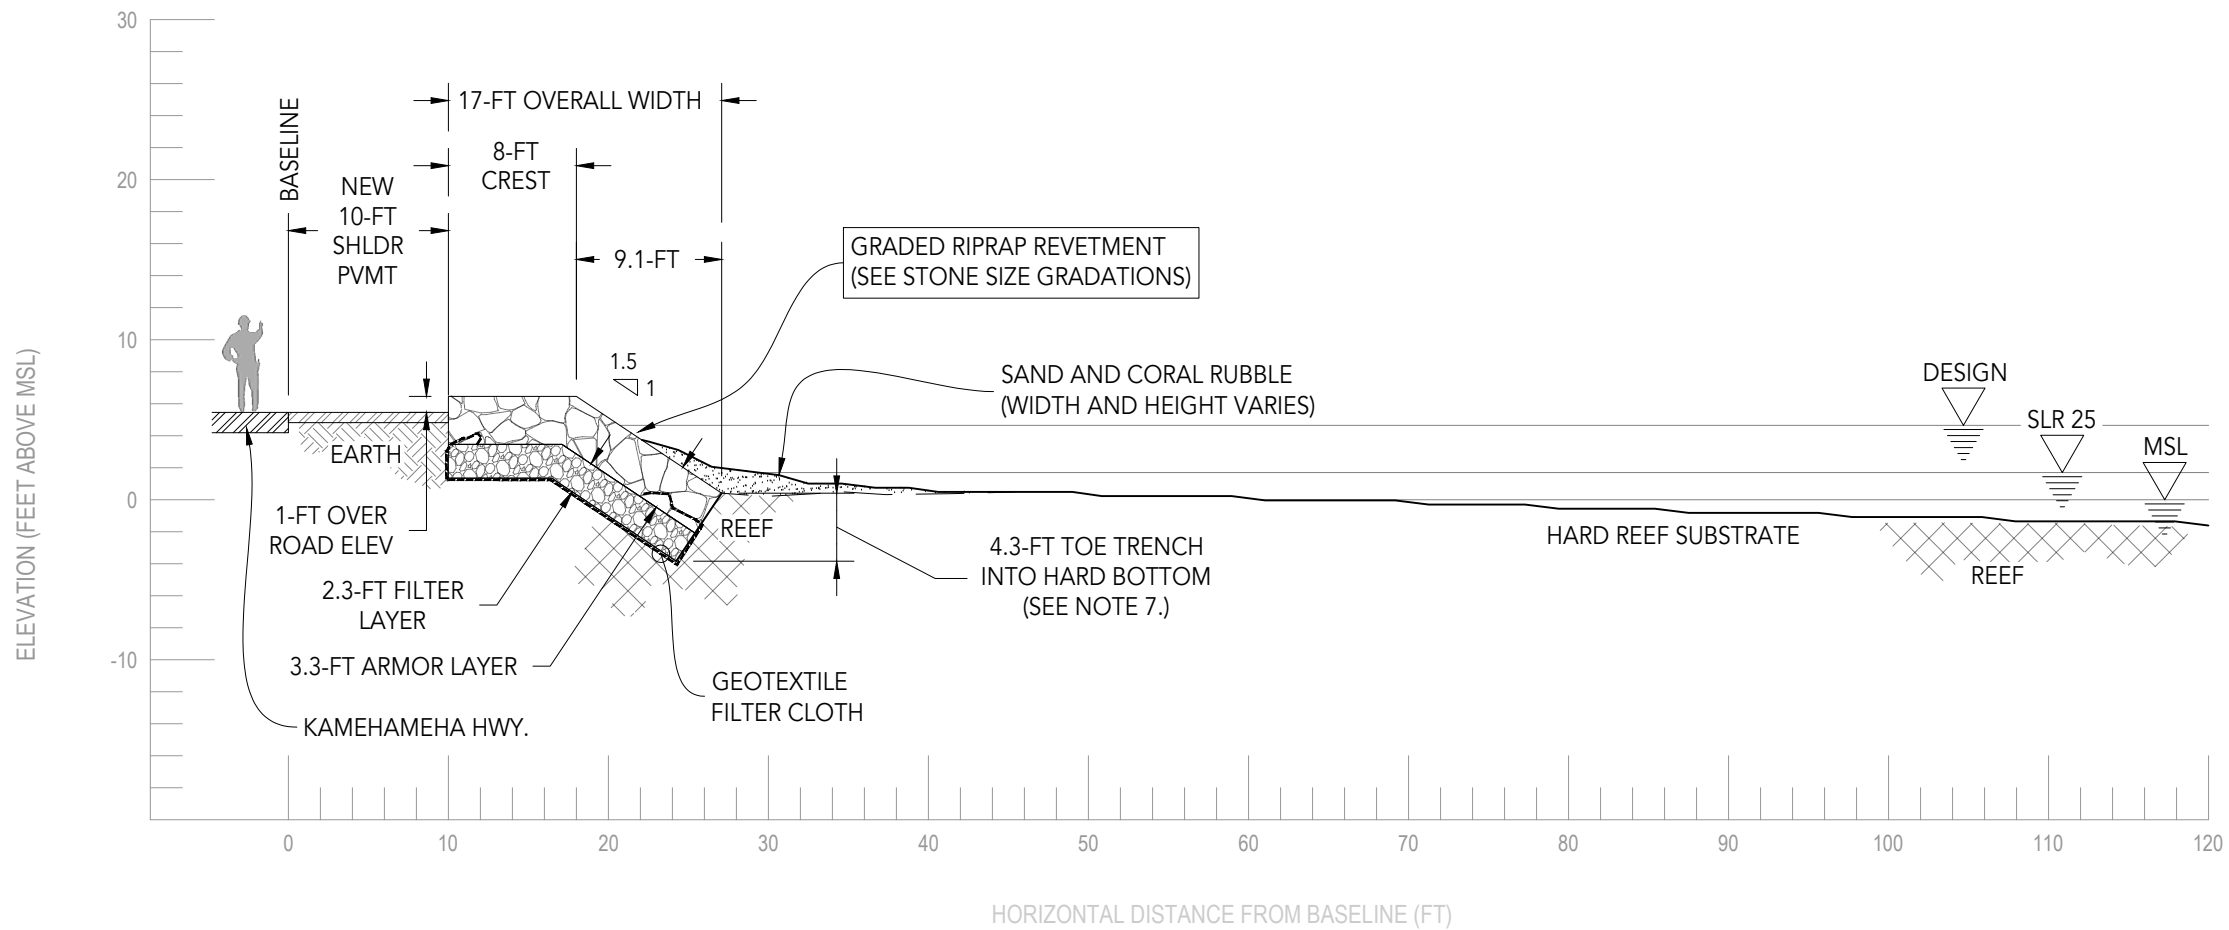 30
20
10
0
-10
ELEVATION (FEET ABOVE MSL)
BASELINE
NEW
10-FT
SHLDR
PVMT
17-FT OVERALL WIDTH
8-FT
CREST
9.1-FT
1.5
1
GRADED RIPRAP REVETMENT
(SEE STONE SIZE GRADATIONS)
SAND AND CORAL RUBBLE
(WIDTH AND HEIGHT VARIES)
DESIGN
SLR 25
MSL
EARTH
1-FT OVER
ROAD ELEV
2.3-FT FILTER
LAYER
3.3-FT ARMOR LAYER
KAMEHAMEHA HWY.
GEOTEXTILE
FILTER CLOTH
REEF
4.3-FT TOE TRENCH
INTO HARD BOTTOM
(SEE NOTE 7.)
HARD REEF SUBSTRATE
REEF
0
10
20
30
40
50
60
70
80
90
100
110
120
HORIZONTAL DISTANCE FROM BASELINE (FT)